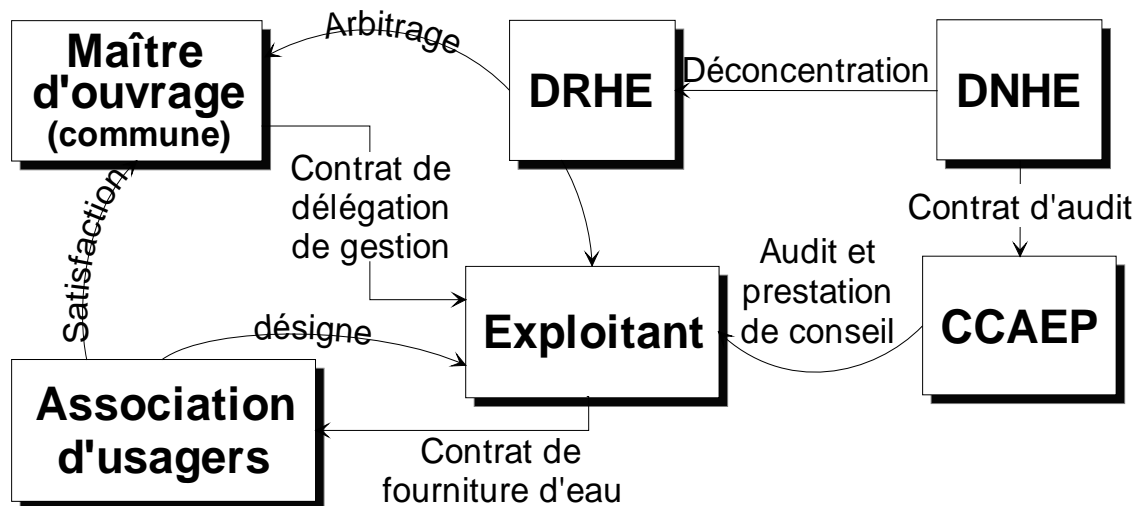 Maître
d'ouvrage
(commune)
Arbitrage
DRHE
Déconcentration
DNHE
Contrat de
délégation
de gestion
Contrat d'audit
Satisfaction
Audit et
prestation
de conseil
CCAEP
Exploitant
désigne
Association
d'usagers
Contrat de
fourniture d'eau